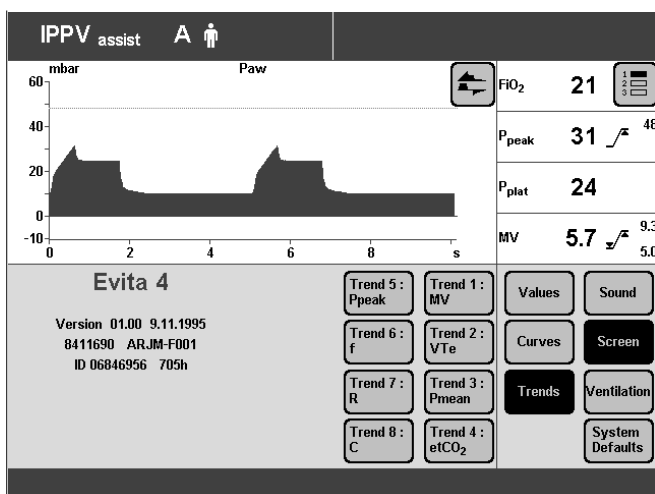 IPPV assist A
mbar Paw
60
40
20
0
-10
0 2 4 6 8 s
FiO2 21
1
2
3
Ppeak 31 48
Pplat 24
MV 5.7 9.3
5.0
Evita 4
Version 01.00 9.11.1995
8411690 ARJM-F001
ID 06846956 705h
Trend 5 :
Ppeak
Trend 1 :
MV
Trend 6 :
f
Trend 2 :
VTe
Trend 7 :
R
Trend 3 :
Pmean
Trend 8 :
C
Trend 4 :
etCO2
Values
Sound
Curves
Screen
Trends
Ventilation
System
Defaults